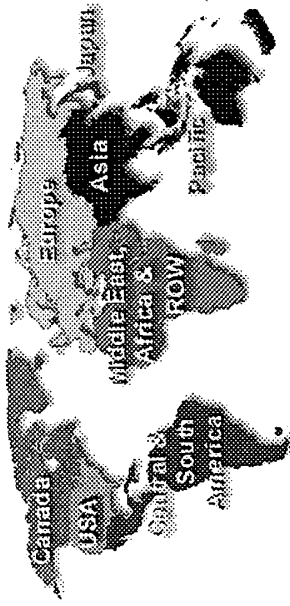 Canada
USA
Central &
South
America
Europe
Middle East,
Africa &
ROW
Asia
Japan
Pacific